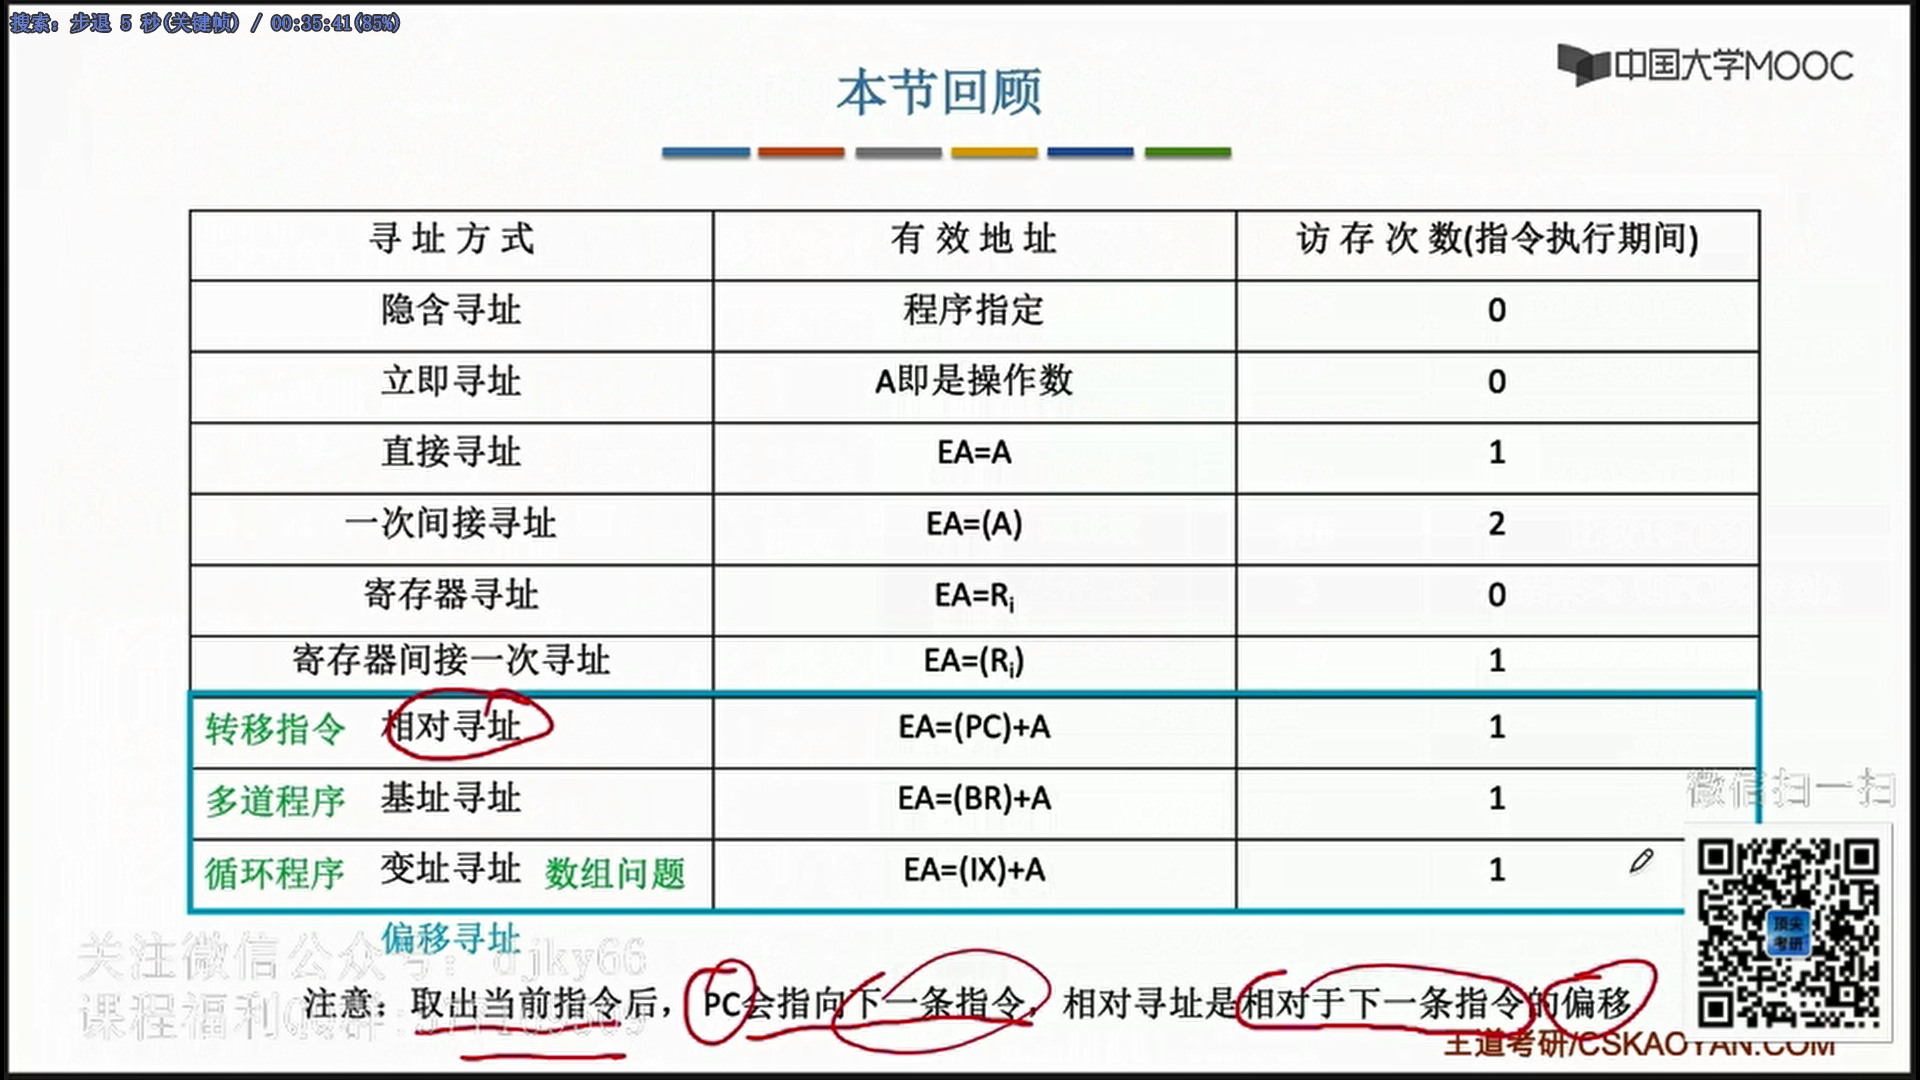 搜索: 步退 5 秒(关键帧) / 00:35:41(85%)
中国大学MOOC
本节回顾
寻 址 方 式 有 效 地 址 访 存 次 数(指令执行期间)
隐含寻址 程序指定 0
立即寻址 A即是操作数 0
直接寻址 EA=A 1
一次间接寻址 EA=(A) 2
寄存器寻址 EA=Ri 0
寄存器间接一次寻址 EA=(Ri) 1
转移指令 相对寻址 EA=(PC)+A 1
多道程序 基址寻址 EA=(BR)+A 1
循环程序 变址寻址 数组问题 EA=(IX)+A 1
微信扫一扫
顶尖
考研
偏移寻址
关注微信公众号: djky66
注意：取出当前指令后，PC会指向下一条指令，相对寻址是相对于下一条指令的偏移
课程福利QQ群:
王道考研/CSKAOYAN.COM